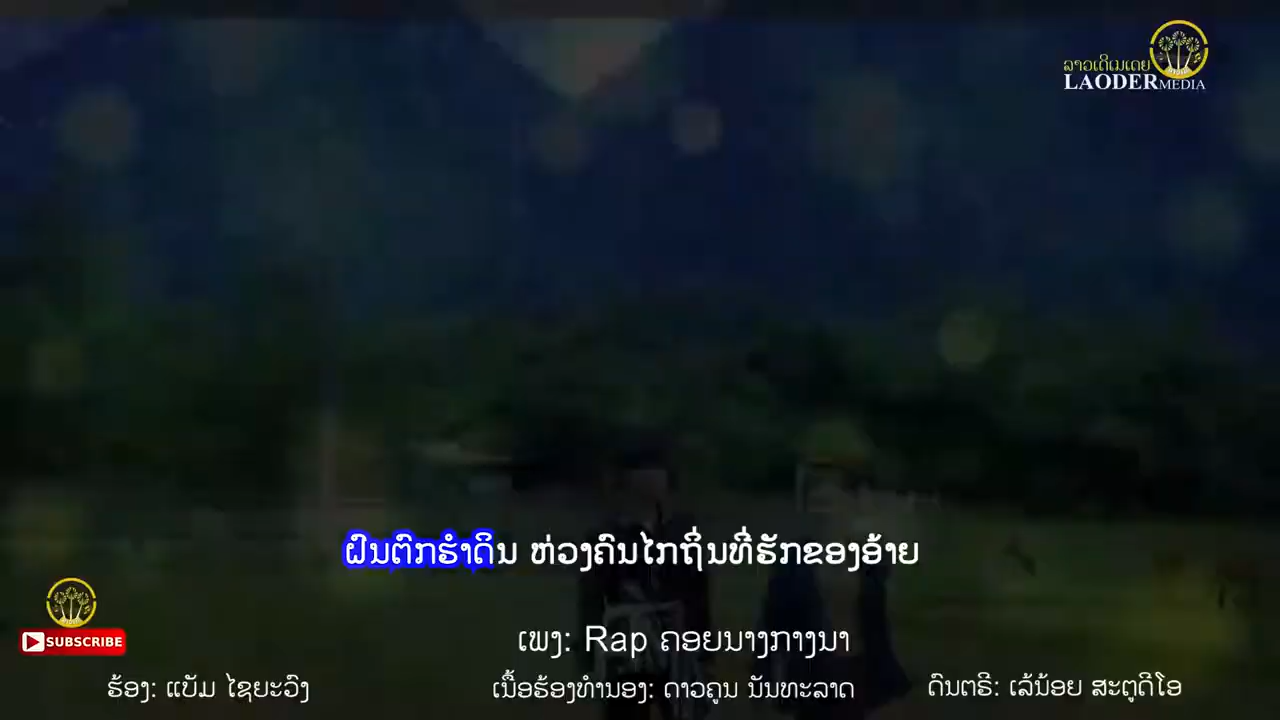 ລາວເດີມເດຍ
LAODERMEDIA
ຝົນຕົກຮຳດິນ ຫ່ວງຄົນໄກຖິ່ນທີ່ຮັກຂອງອ້າຍ
SUBSCRIBE
ເພງ: Rap ຄອຍນາງກາງນາ
ຮ້ອງ: ແບັມ ໄຊຍະວົງ
ເນື້ອຮ້ອງທຳນອງ: ດາວຄູນ ນັນທະລາດ
ດົນຕຣີ: ເລ້ນ້ອຍ ສະຕູດີໂອ